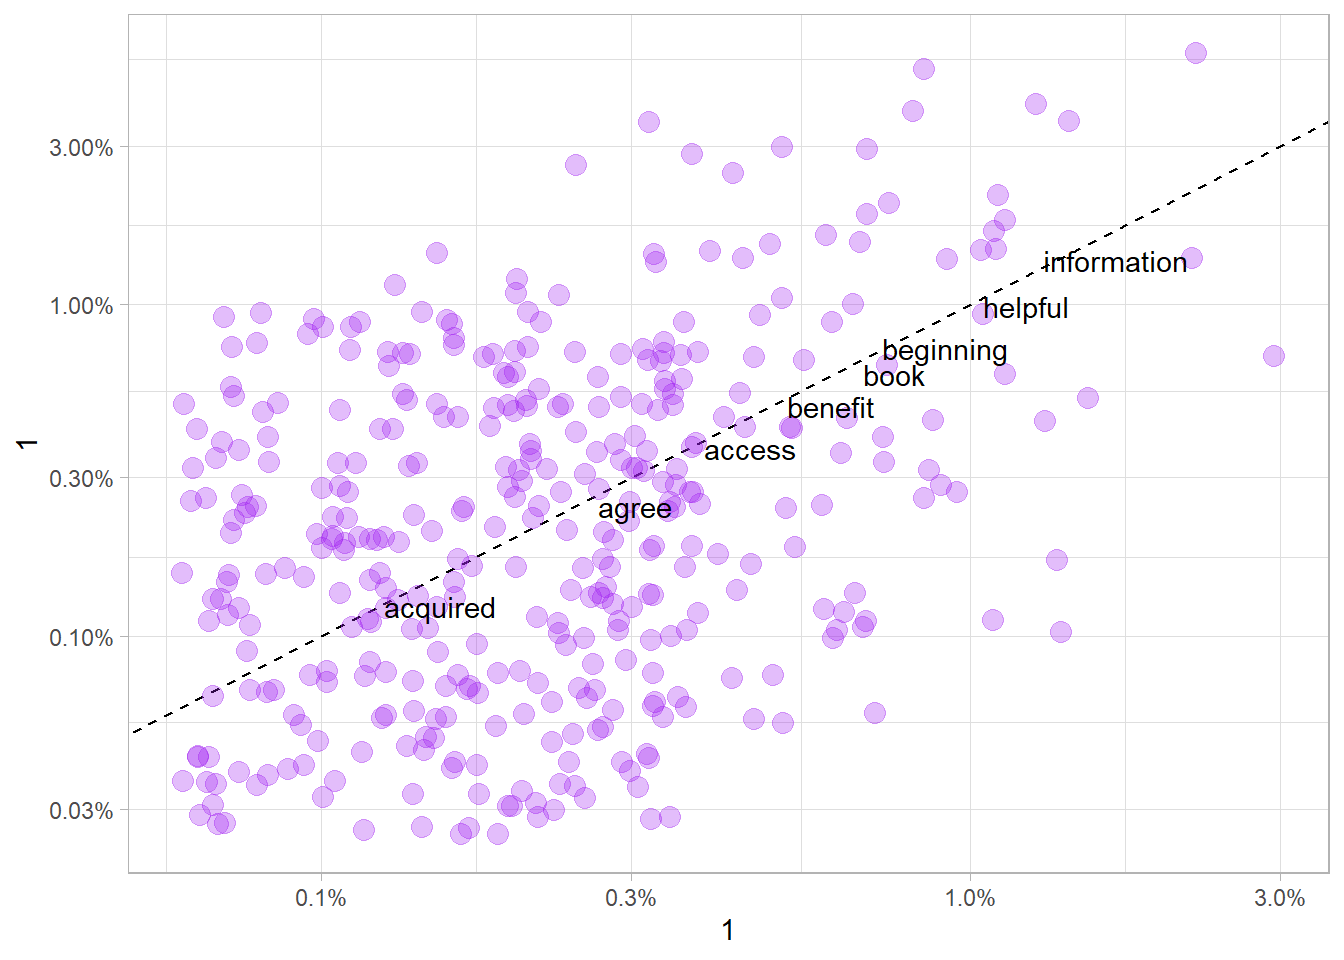 3.00%
1.00%
0.30%
0.10%
0.03%
1
information
helpful
beginning
book
benefit
access
agree
acquired
0.1% 0.3% 1.0% 3.0%
1